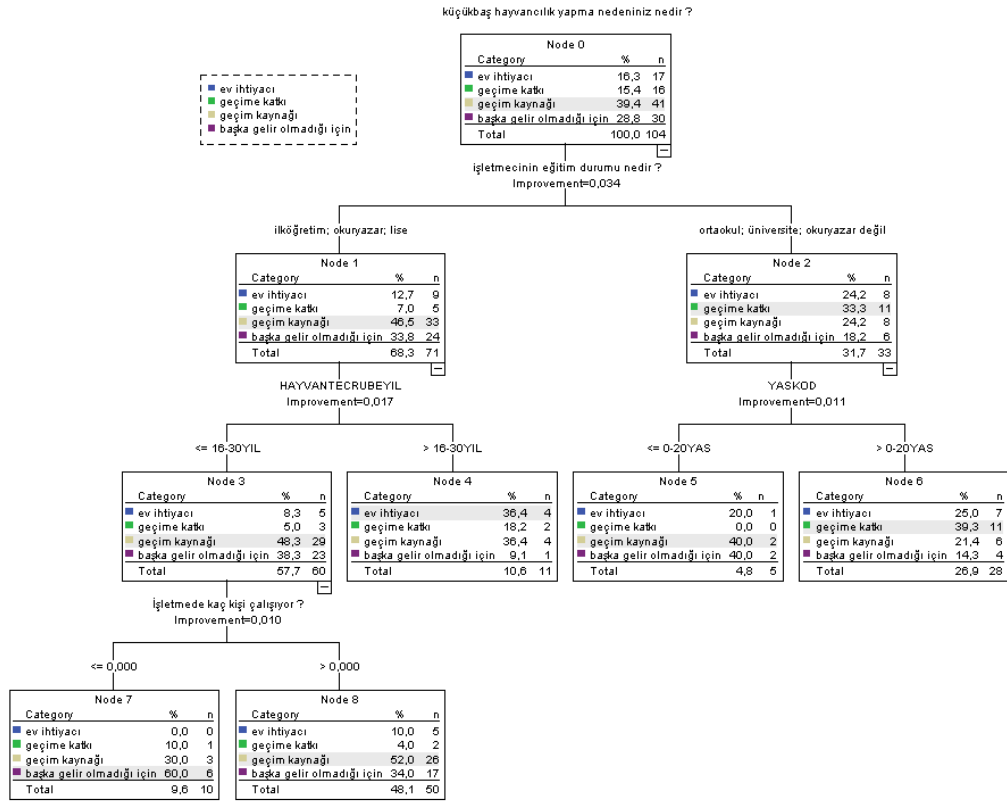 küçükbaş hayvancılık yapma nedeniniz nedir ?
ev ihtiyacı
geçime katkı
geçim kaynağı
başka gelir olmadığı için
Node 0
Category % n
ev ihtiyacı 16,3 17
geçime katkı 15,4 16
geçim kaynağı 39,4 41
başka gelir olmadığı için 28,8 30
Total 100,0 104
işletmecinin eğitim durumu nedir ?
Improvement=0,034
ilköğretim; okuryazar; lise
ortaokul; üniversite; okuryazar değil
Node 1
Category % n
ev ihtiyacı 12,7 9
geçime katkı 7,0 5
geçim kaynağı 46,5 33
başka gelir olmadığı için 33,8 24
Total 68,3 71
Node 2
Category % n
ev ihtiyacı 24,2 8
geçime katkı 33,3 11
geçim kaynağı 24,2 8
başka gelir olmadığı için 18,2 6
Total 31,7 33
HAYVANTECRUBEYIL
Improvement=0,017
YASKOD
Improvement=0,011
<= 16-30YIL
> 16-30YIL
<= 0-20YAS
> 0-20YAS
Node 3
Category % n
ev ihtiyacı 8,3 5
geçime katkı 5,0 3
geçim kaynağı 48,3 29
başka gelir olmadığı için 38,3 23
Total 57,7 60
Node 4
Category % n
ev ihtiyacı 36,4 4
geçime katkı 18,2 2
geçim kaynağı 36,4 4
başka gelir olmadığı için 9,1 1
Total 10,6 11
Node 5
Category % n
ev ihtiyacı 20,0 1
geçime katkı 0,0 0
geçim kaynağı 40,0 2
başka gelir olmadığı için 40,0 2
Total 4,8 5
Node 6
Category % n
ev ihtiyacı 25,0 7
geçime katkı 39,3 11
geçim kaynağı 21,4 6
başka gelir olmadığı için 14,3 4
Total 26,9 28
İşletmede kaç kişi çalışıyor ?
Improvement=0,010
<= 0,000
> 0,000
Node 7
Category % n
ev ihtiyacı 0,0 0
geçime katkı 10,0 1
geçim kaynağı 30,0 3
başka gelir olmadığı için 60,0 6
Total 9,6 10
Node 8
Category % n
ev ihtiyacı 10,0 5
geçime katkı 4,0 2
geçim kaynağı 52,0 26
başka gelir olmadığı için 34,0 17
Total 48,1 50